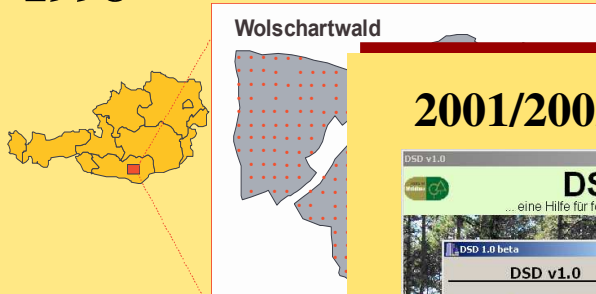 Wolschartwald
2001/200
DSD v1.0
DS
... eine Hilfe für f
DSD 1.0 beta
DSD v1.0